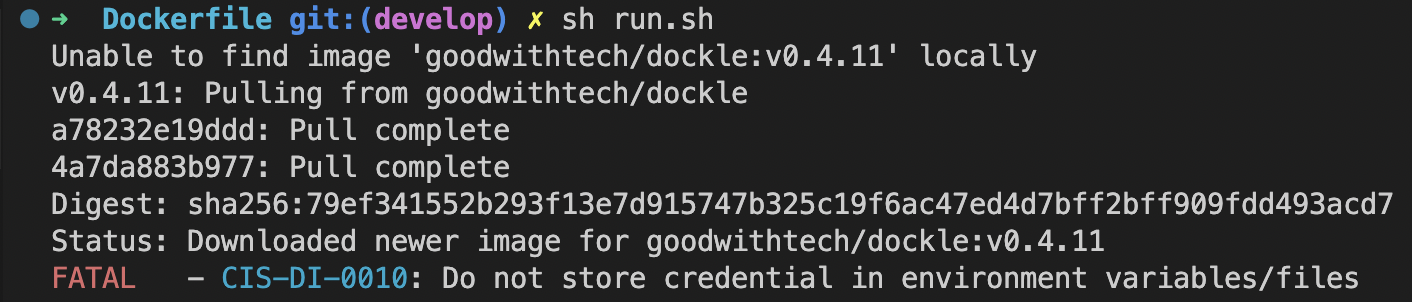 ➜ Dockerfile git:(develop) ✗ sh run.sh
Unable to find image 'goodwithtech/dockle:v0.4.11' locally
v0.4.11: Pulling from goodwithtech/dockle
a78232e19ddd: Pull complete
4a7da883b977: Pull complete
Digest: sha256:79ef341552b293f13e7d915747b325c19f6ac47ed4d7bff2bff909fdd493acd7
Status: Downloaded newer image for goodwithtech/dockle:v0.4.11
FATAL - CIS-DI-0010: Do not store credential in environment variables/files